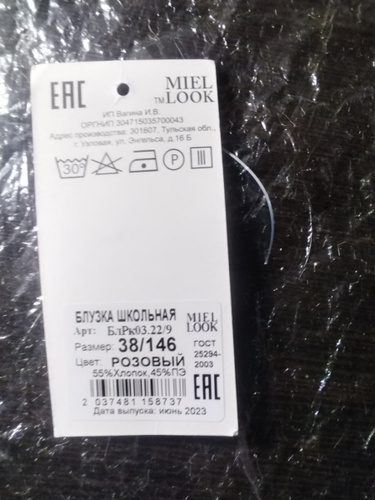 EAC
MIEL
TM LOOK
ИП Вагина И.В.
ОРГНИП 304715035700043
Адрес производства: 301607, Тульская обл.,
г. Узловая, ул. Энгельса, д.16 Б
30°
P
БЛУЗКА ШКОЛЬНАЯ
MIEL
LOOK
Арт: БлРк03.22/9
Размер: 38/146
ГОСТ
25294-
2003
Цвет: РОЗОВЫЙ
55%Хлопок,45%ПЭ
EAC
2 037481 158737
Дата выпуска: июнь 2023